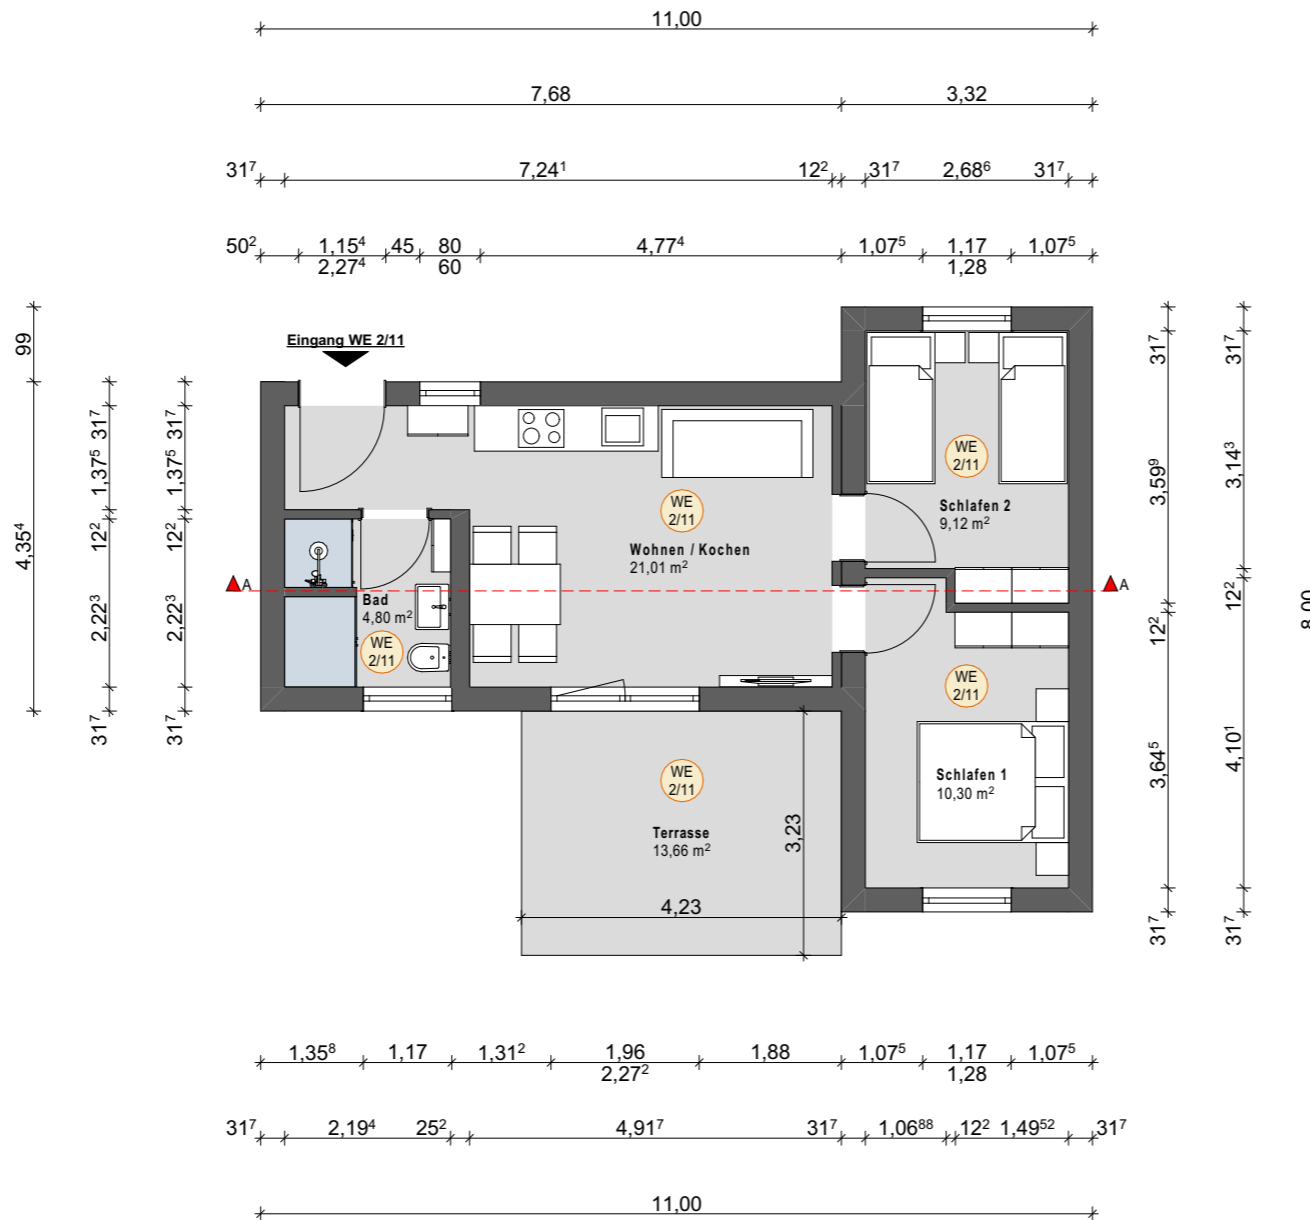 11,00
7,68 3,32
31⁷ 7,24¹ 12² 31⁷ 2,68⁶ 31⁷
50² 1,15⁴ 45 80 4,77⁴ 1,07⁵ 1,17 1,07⁵
2,27⁴ 60 1,28
Eingang WE 2/11
99
4,35⁴
31⁷
1,37⁵
12²
2,22³
31⁷
31⁷
1,37⁵
12²
2,22³
31⁷
WE
2/11
Wohnen / Kochen
21,01 m²
WE
2/11
Schlafen 2
9,12 m²
A
A
Bad
4,80 m²
WE
2/11
WE
2/11
Schlafen 1
10,30 m²
WE
2/11
Terrasse
13,66 m²
3,23
4,23
31⁷
3,59⁹
12²
3,64⁵
31⁷
31⁷
3,14³
12²
4,10¹
31⁷
8,00
1,35⁸ 1,17 1,31² 1,96 1,88 1,07⁵ 1,17 1,07⁵
2,27² 1,28
31⁷ 2,19⁴ 25² 4,91⁷ 31⁷ 1,06⁸⁸ 12² 1,49⁵² 31⁷
11,00